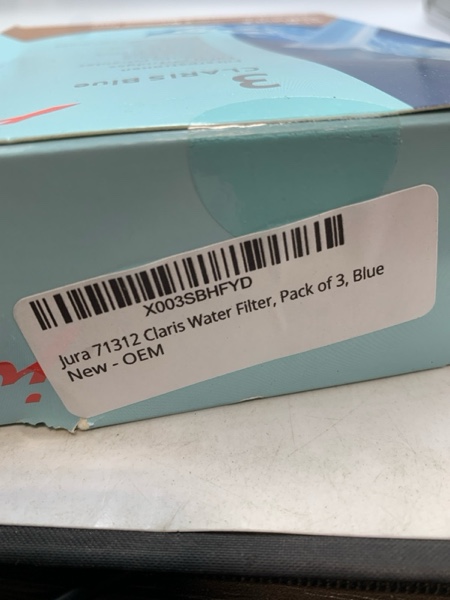 3
CLARIS Blue
X003SBHFYD
Jura 71312 Claris Water Filter, Pack of 3, Blue
New - OEM